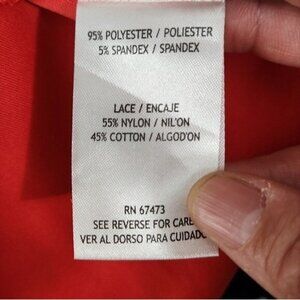 95% POLYESTER / POLIESTER
5% SPANDEX / SPANDEX
LACE / ENCAJE
55% NYLON / NIL'ON
45% COTTON / ALGOD'ON
RN 67473
SEE REVERSE FOR CARE
VER AL DORSO PARA CUIDADO